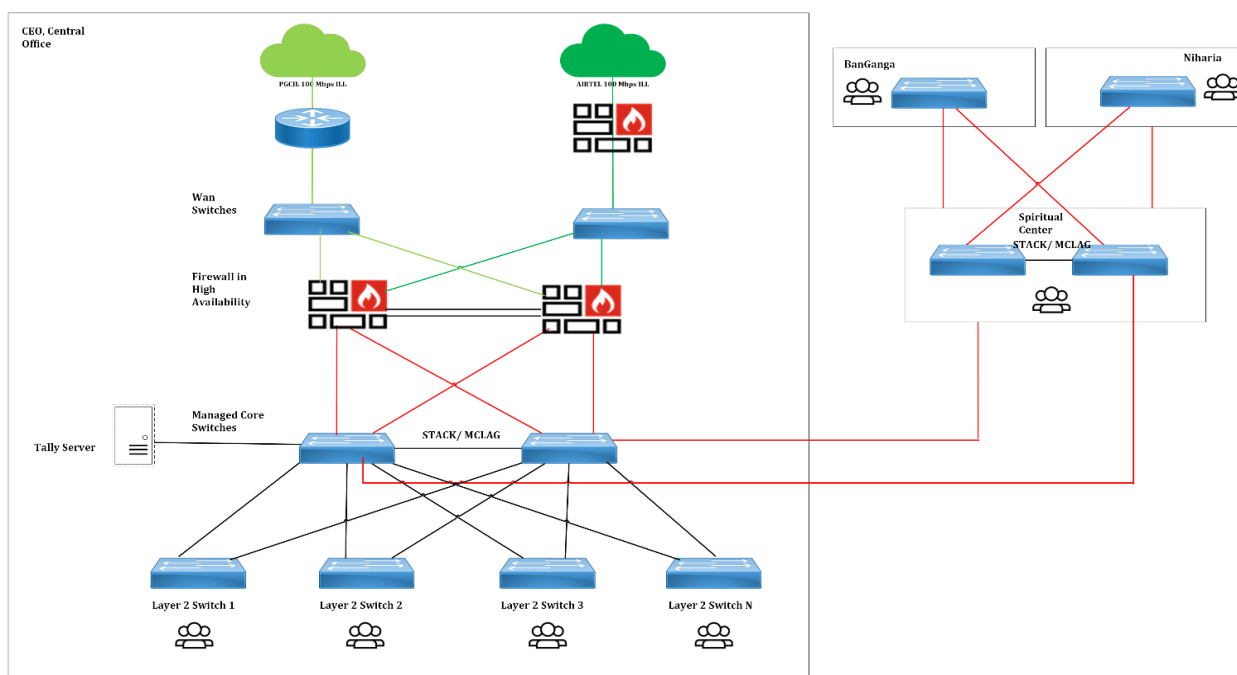 CEO, Central
Office
PGCIL 100 Mbps ILL
AIRTEL 100 Mbps ILL
BanGanga
Niharia
Wan
Switches
Spiritual
Center
STACK/ MCLAG
Firewall in
High
Availability
Managed Core
Switches
STACK/ MCLAG
Tally Server
Layer 2 Switch 1
Layer 2 Switch 2
Layer 2 Switch 3
Layer 2 Switch N